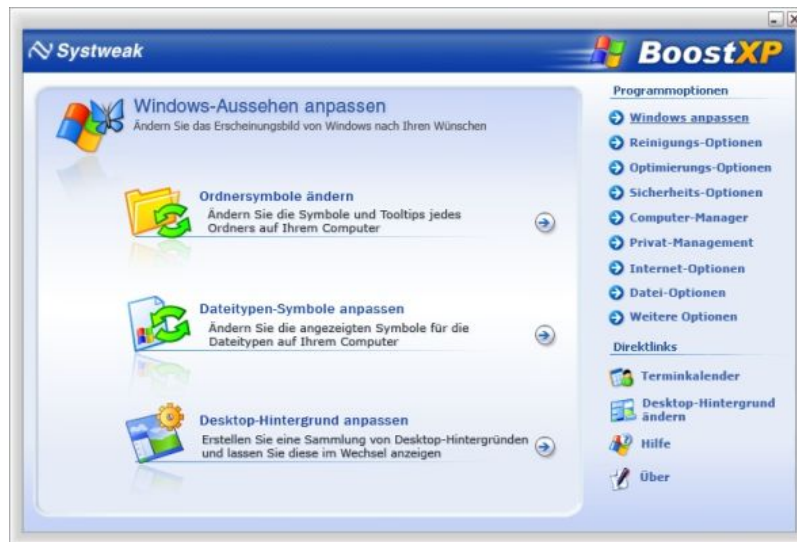 Systweak
BoostXP
Windows-Aussehen anpassen
Ändern Sie das Erscheinungsbild von Windows nach Ihren Wünschen
Ordnersymbole ändern
Ändern Sie die Symbole und Tooltips jedes
Ordners auf Ihrem Computer
Dateitypen-Symbole anpassen
Ändern Sie die angezeigten Symbole für die
Dateitypen auf Ihrem Computer
Desktop-Hintergrund anpassen
Erstellen Sie eine Sammlung von Desktop-Hintergründen
und lassen Sie diese im Wechsel anzeigen
Programmoptionen
Windows anpassen
Reinigungs-Optionen
Optimierungs-Optionen
Sicherheits-Optionen
Computer-Manager
Privat-Management
Internet-Optionen
Datei-Optionen
Weitere Optionen
Direktlinks
Terminkalender
Desktop-Hintergrund
ändern
Hilfe
Über